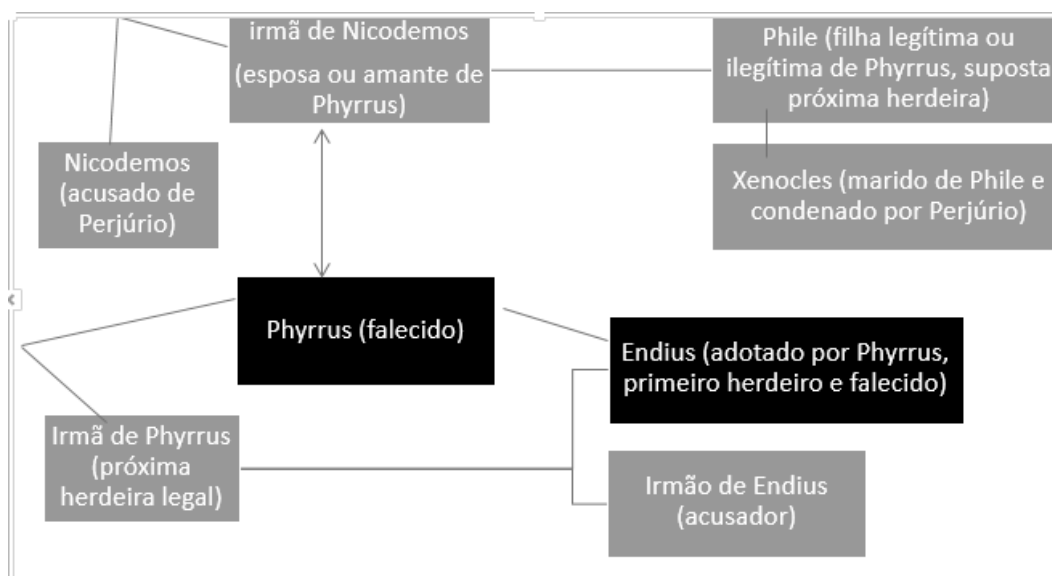 irmã de Nicodemos
(esposa ou amante de
Phyrrus)
Phile (filha legítima ou
ilegítima de Phyrrus, suposta
próxima herdeira)
Nicodemos
(acusado de
Perjúrio)
Xenocles (marido de Phile e
condenado por Perjúrio)
Phyrrus (falecido)
Endius (adotado por Phyrrus,
primeiro herdeiro e falecido)
Irmã de Phyrrus
(próxima
herdeira legal)
Irmão de Endius
(acusador)